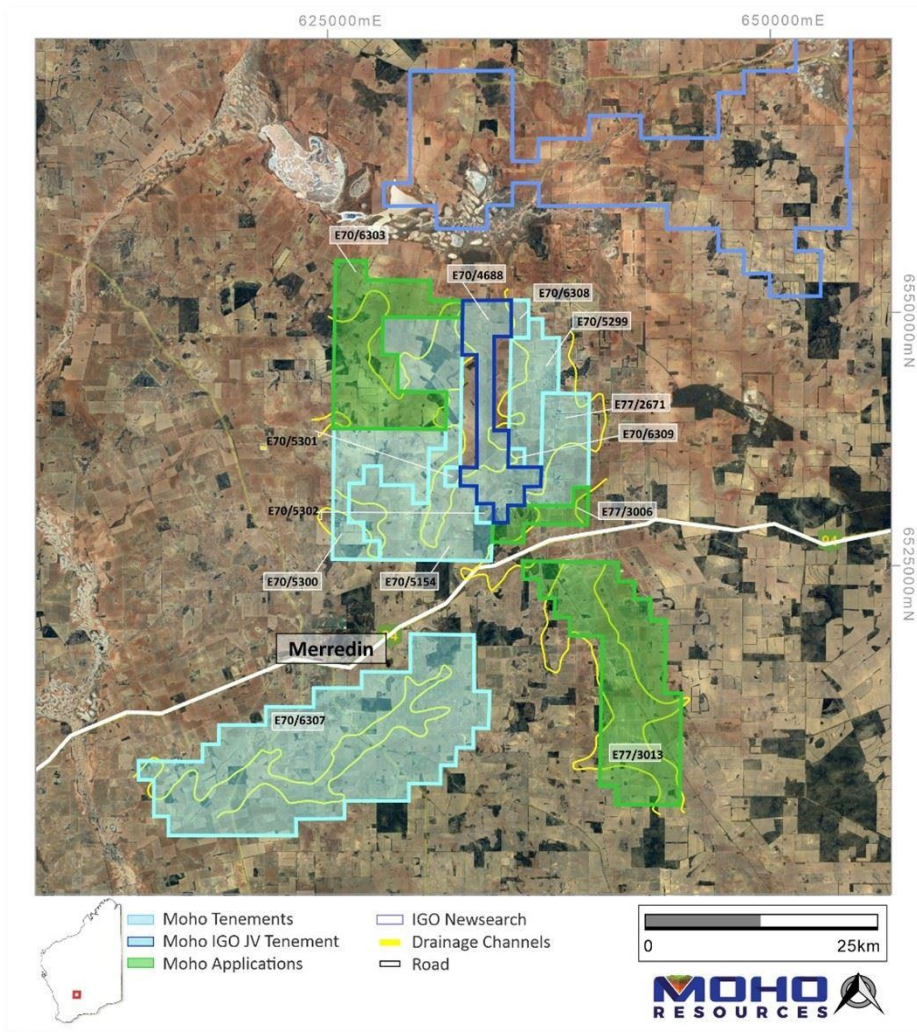 625000mE
650000mE
E70/6303
E70/4688
E70/6308
E70/5299
6550000mN
E77/2671
E70/6309
E70/5301
E70/5302
E77/3006
94
6525000mN
E70/5300
E70/5154
Merredin
E70/6307
E77/3013
Moho Tenements
Moho IGO JV Tenement
Moho Applications
IGO Newsearch
Drainage Channels
Road
0
25km
MOHO
RESOURCES